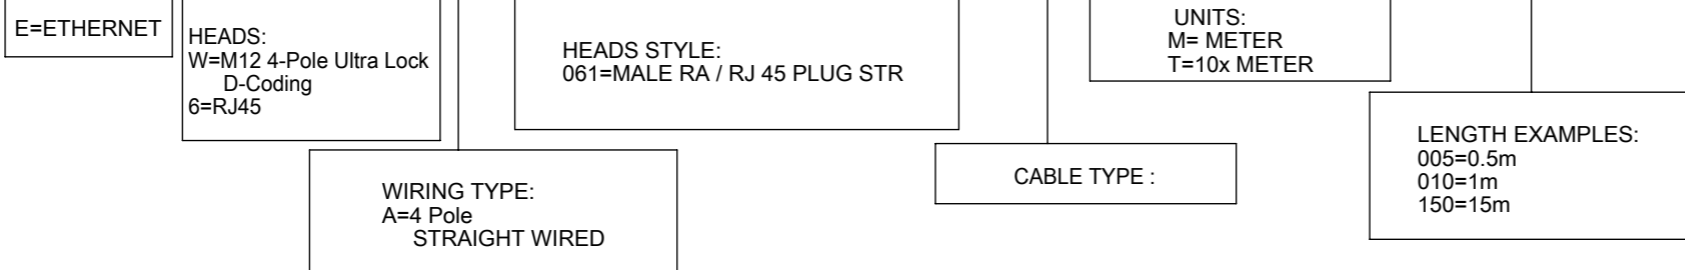 E=ETHERNET
HEADS:
W=M12 4-Pole Ultra Lock
D-Coding
6=RJ45
WIRING TYPE:
A=4 Pole
STRAIGHT WIRED
HEADS STYLE:
061=MALE RA / RJ 45 PLUG STR
CABLE TYPE :
UNITS:
M= METER
T=10x METER
LENGTH EXAMPLES:
005=0.5m
010=1m
150=15m